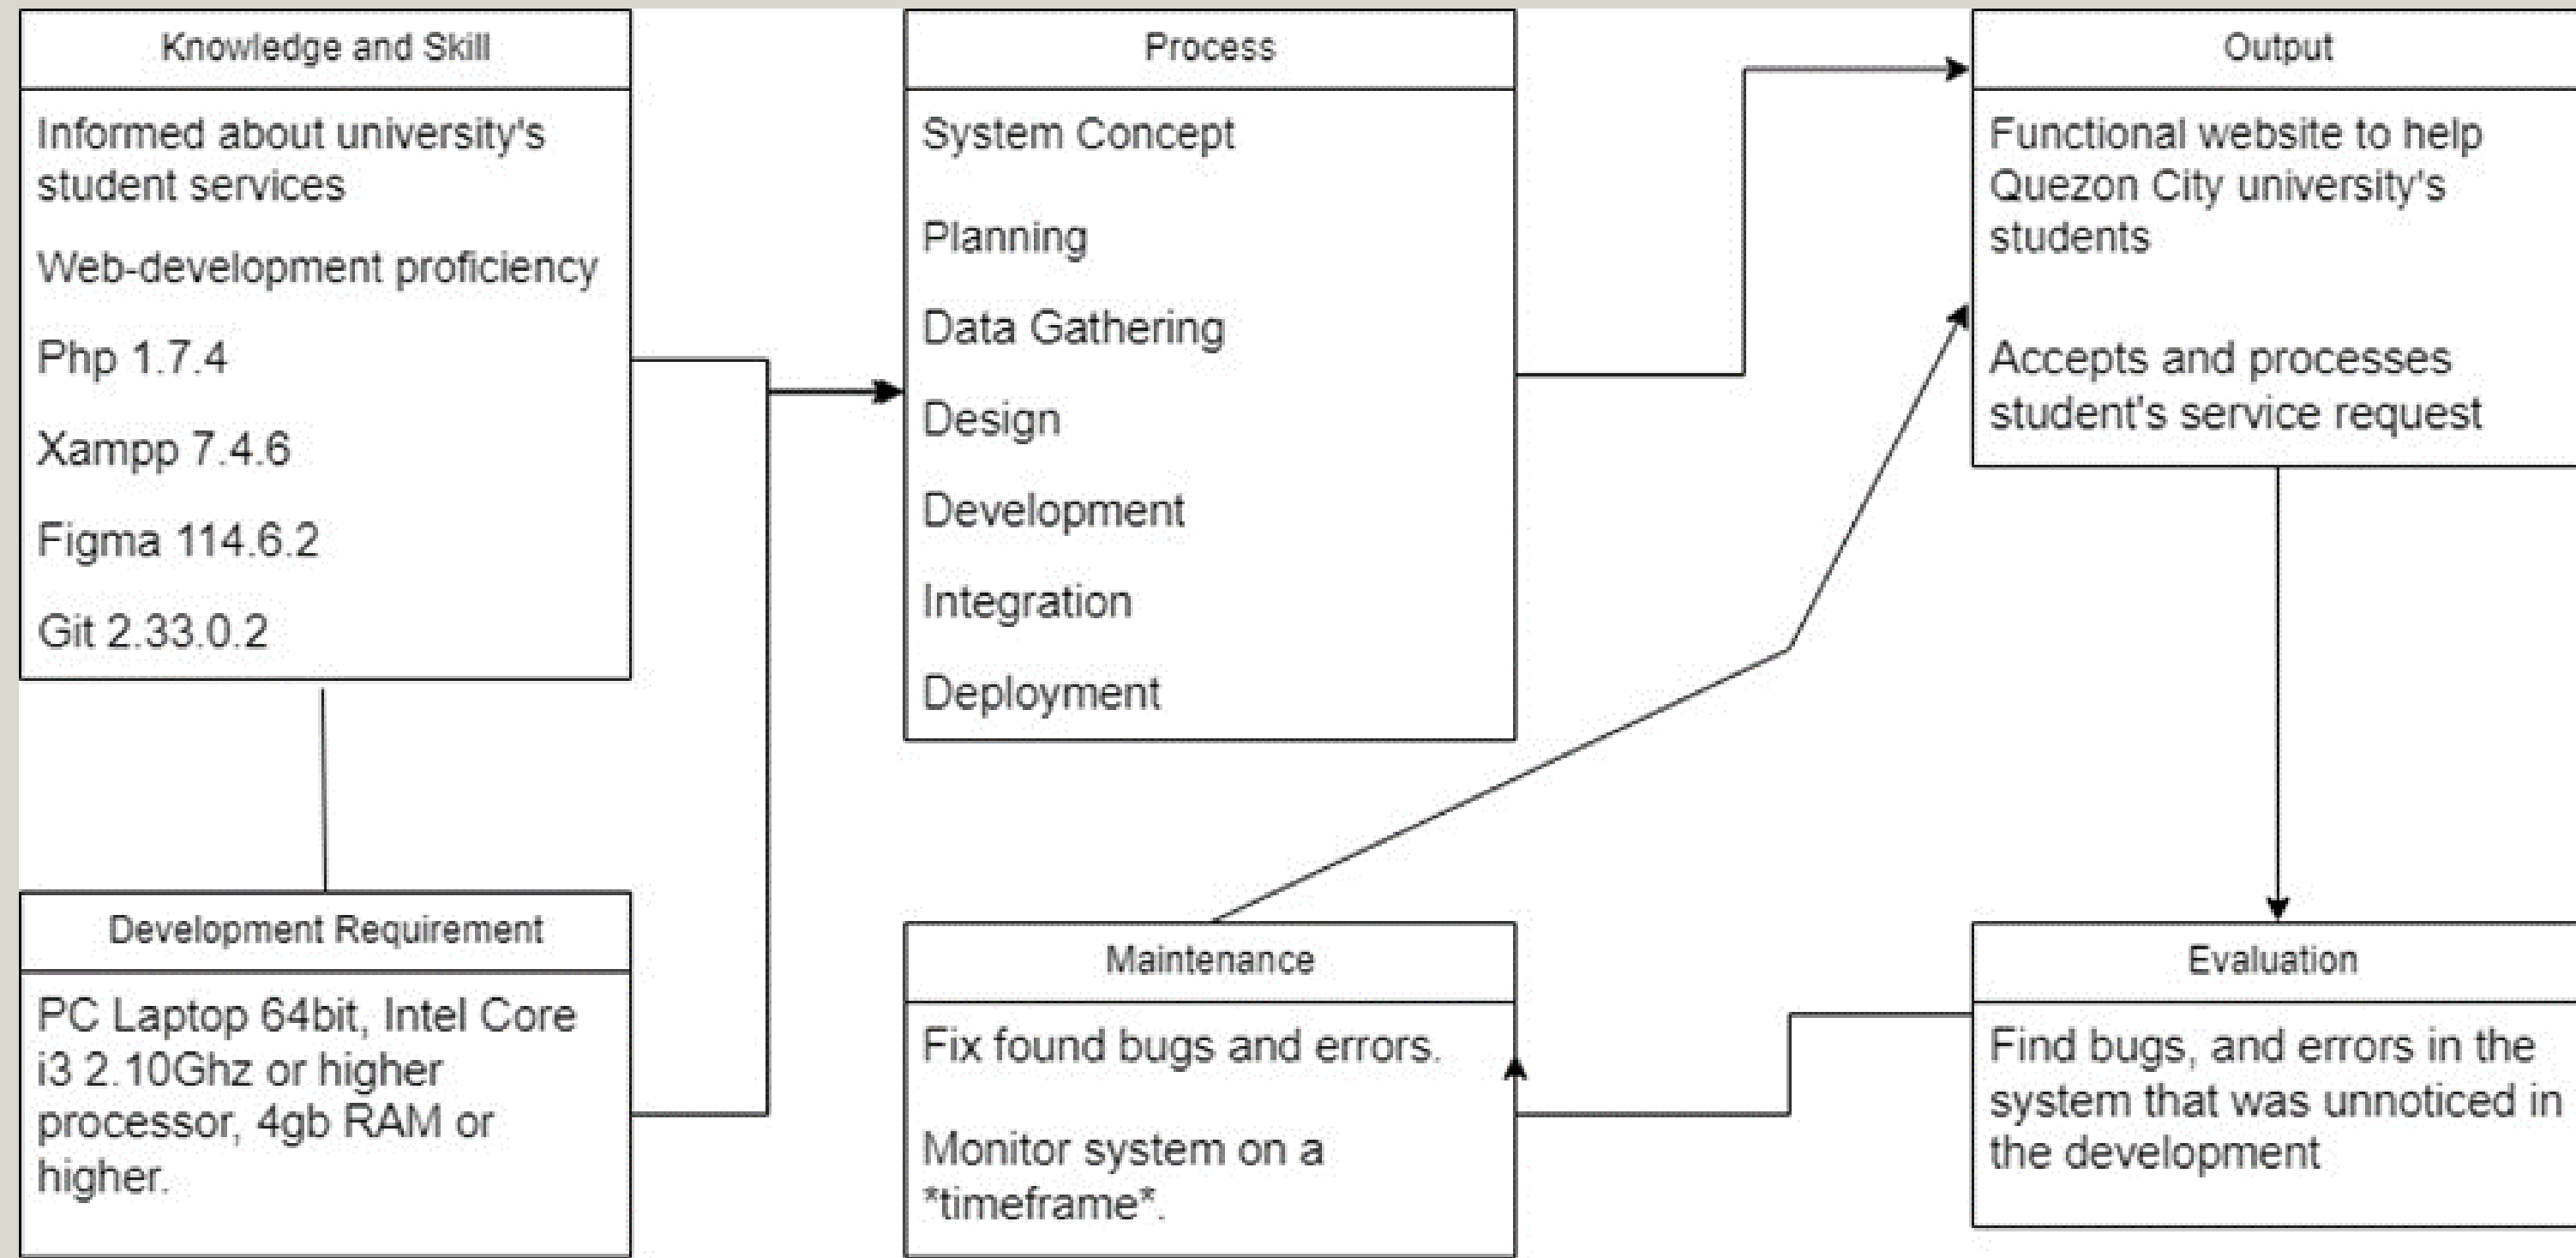 Knowledge and Skill
Informed about university's
student services
Web-development proficiency
Php 1.7.4
Xampp 7.4.6
Figma 114.6.2
Git 2.33.0.2
Development Requirement
PC Laptop 64bit, Intel Core
i3 2.10Ghz or higher
processor, 4gb RAM or
higher.
Process
System Concept
Planning
Data Gathering
Design
Development
Integration
Deployment
Maintenance
Fix found bugs and errors.
Monitor system on a
*timeframe*.
Output
Functional website to help
Quezon City university's
students
Accepts and processes
student's service request
Evaluation
Find bugs, and errors in the
system that was unnoticed in
the development